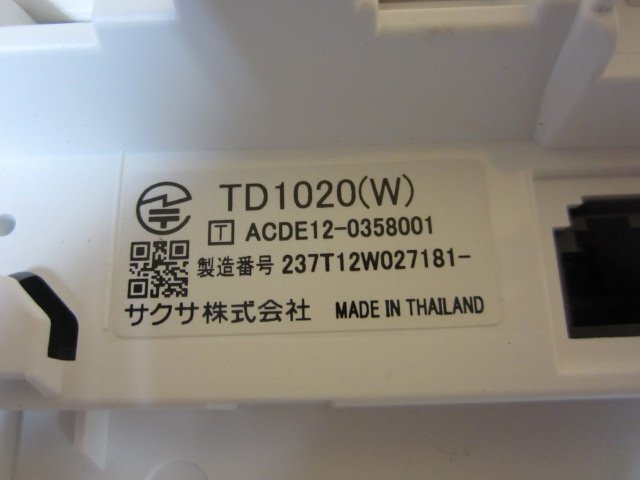 TD1020(W)
T ACDE12-0358001
製造番号 237T12W027181-
サクサ株式会社 MADE IN THAILAND